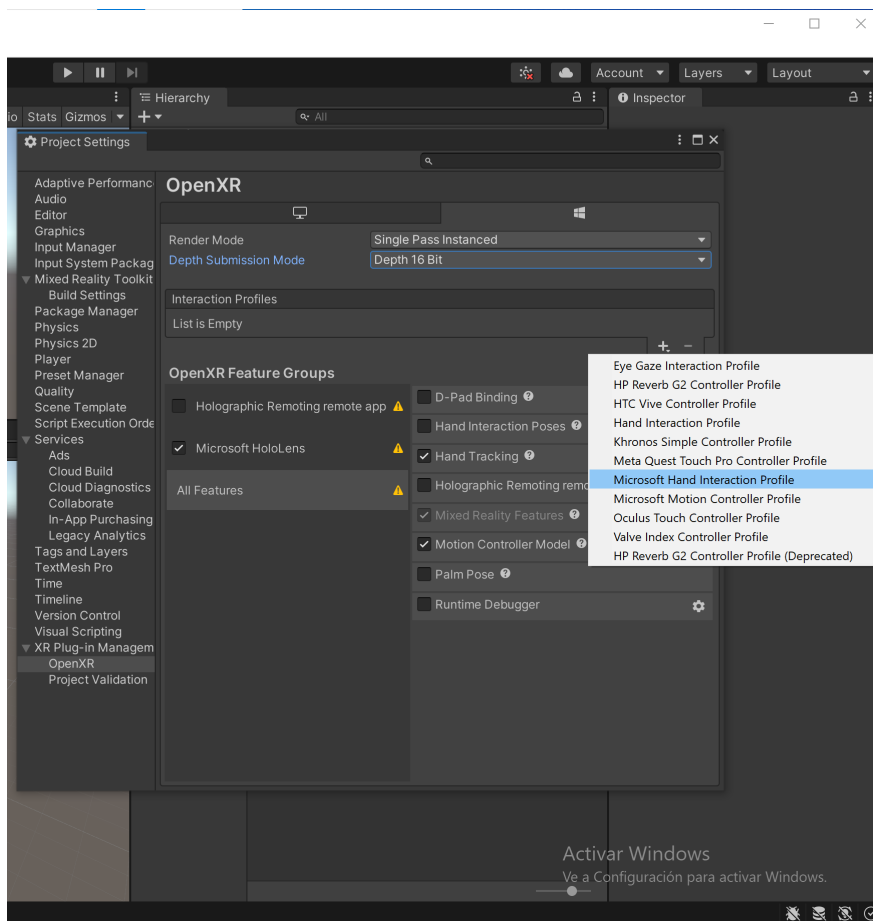 Account
Layers
Layout
Hierarchy
Inspector
io Stats Gizmos
All
Project Settings
Adaptive Performanc
Audio
Editor
Graphics
Input Manager
Input System Packag
Mixed Reality Toolkit
Build Settings
Package Manager
Physics
Physics 2D
Player
Preset Manager
Quality
Scene Template
Script Execution Orde
Services
Ads
Cloud Build
Cloud Diagnostics
Collaborate
In-App Purchasing
Legacy Analytics
Tags and Layers
TextMesh Pro
Time
Timeline
Version Control
Visual Scripting
XR Plug-in Managem
OpenXR
Project Validation
OpenXR
Render Mode Single Pass Instanced
Depth Submission Mode Depth 16 Bit
Interaction Profiles
List is Empty
OpenXR Feature Groups
Holographic Remoting remote app
Microsoft HoloLens
All Features
D-Pad Binding
Hand Interaction Poses
Hand Tracking
Holographic Remoting remo
Mixed Reality Features
Motion Controller Model
Palm Pose
Runtime Debugger
Eye Gaze Interaction Profile
HP Reverb G2 Controller Profile
HTC Vive Controller Profile
Hand Interaction Profile
Khronos Simple Controller Profile
Meta Quest Touch Pro Controller Profile
Microsoft Hand Interaction Profile
Microsoft Motion Controller Profile
Oculus Touch Controller Profile
Valve Index Controller Profile
HP Reverb G2 Controller Profile (Deprecated)
Activar Windows
Ve a Configuración para activar Windows.